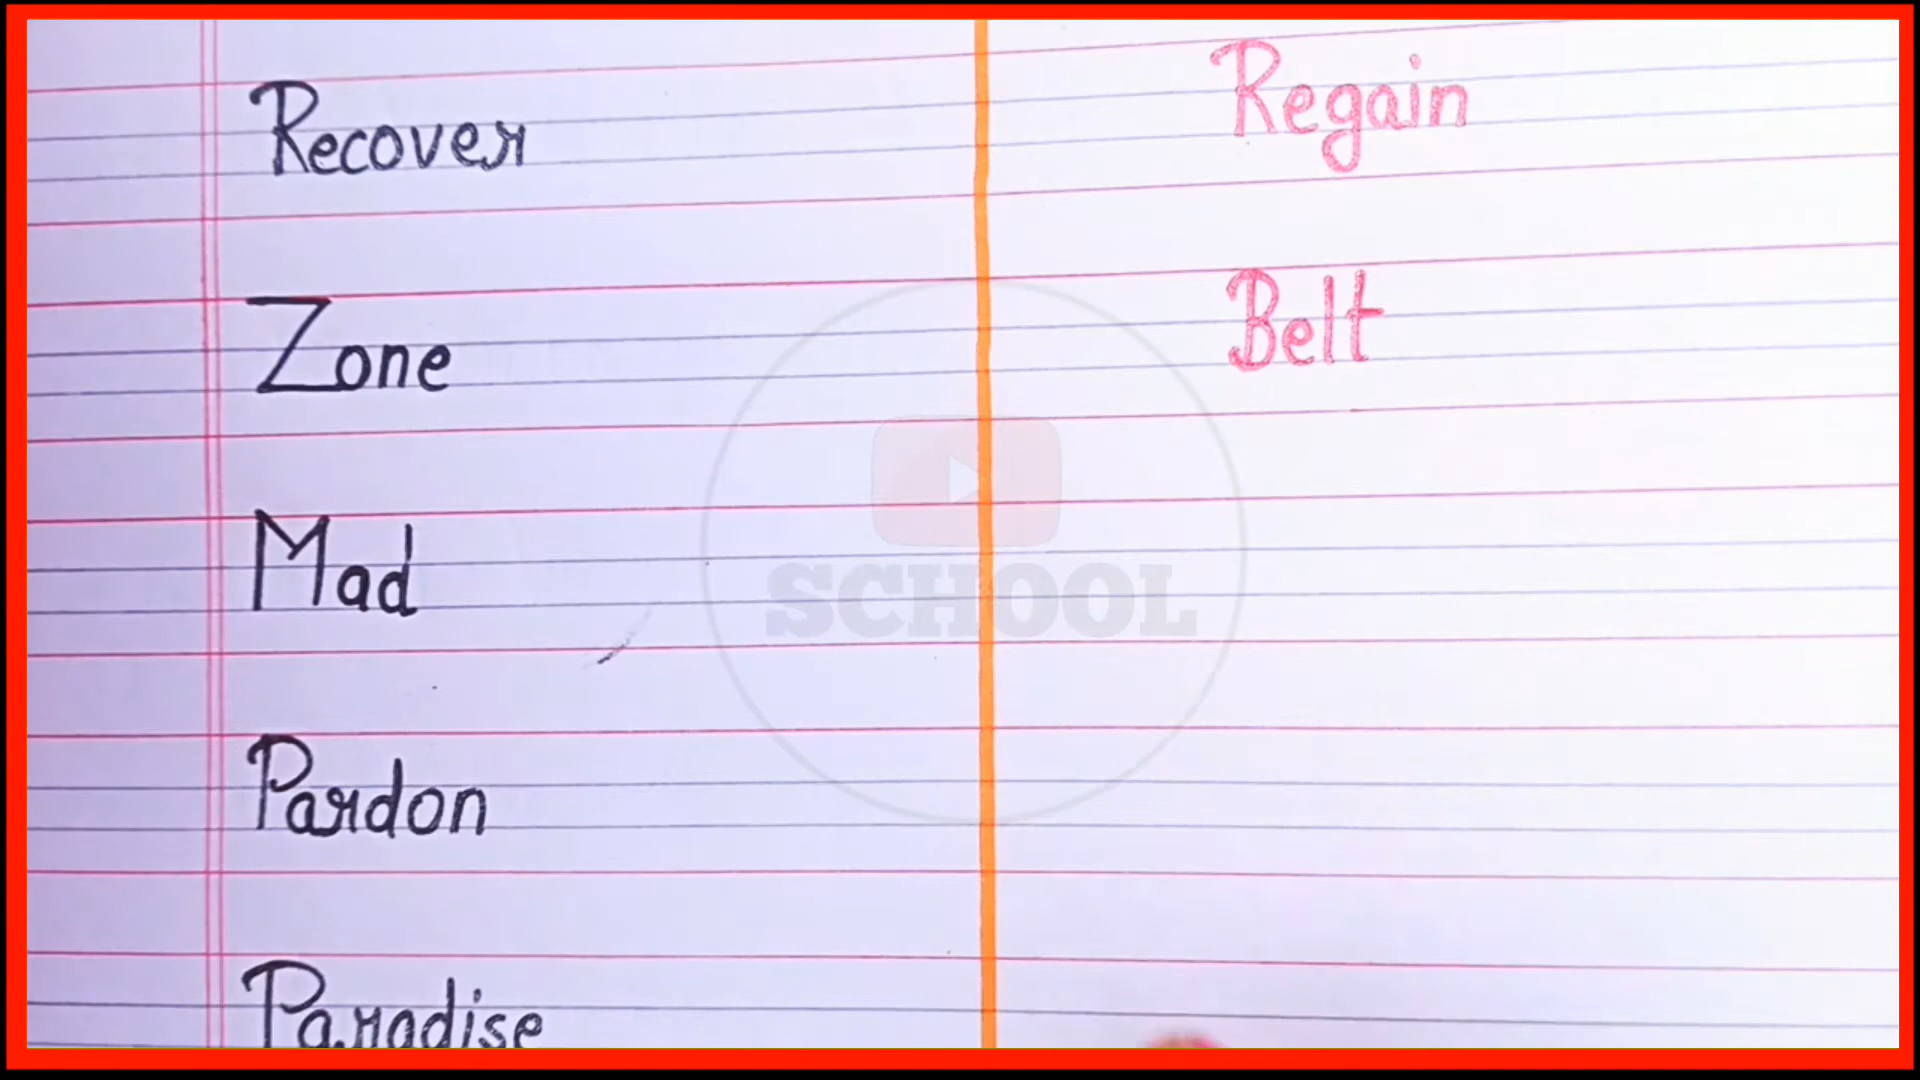 Recover Regain
Zone Belt
Mad
SCHOOL
Pardon
Paradise